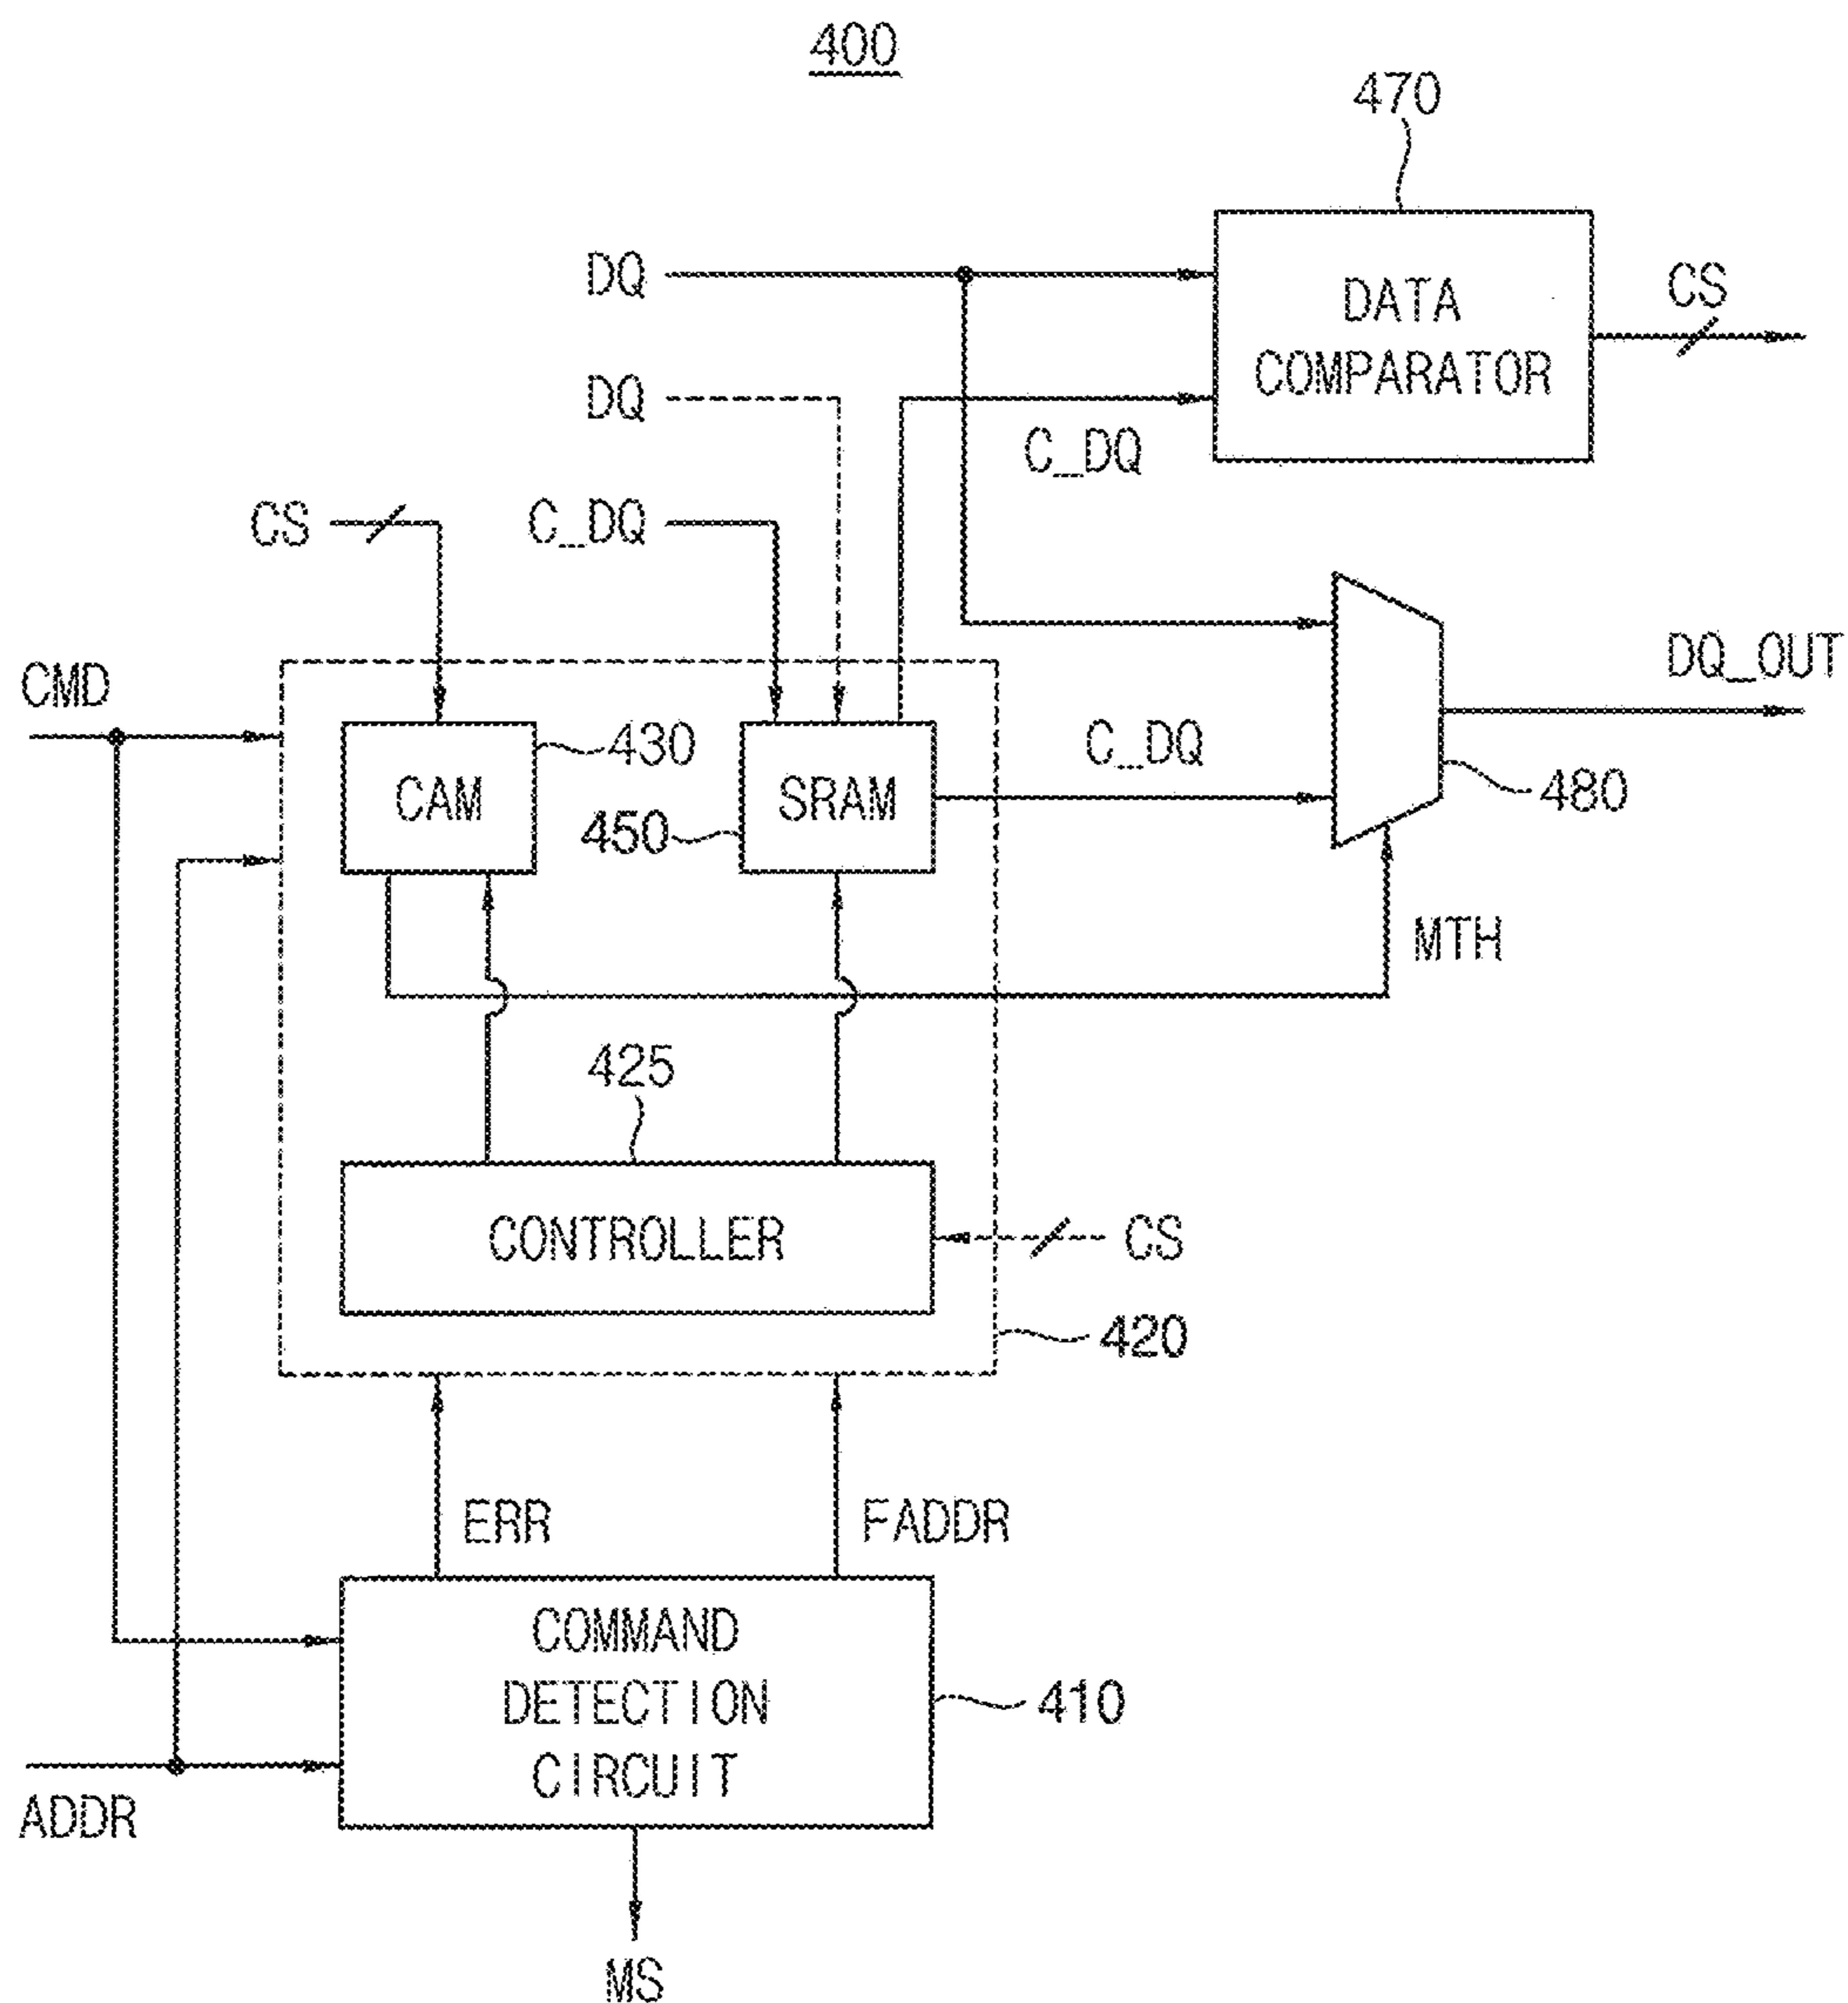 400
470
DQ
DATA
COMPARATOR
CS
DQ
C_DQ
CS
C_DQ
CMD
DQ_OUT
430
CAM
SRAM
450
C_DQ
480
MTH
425
CONTROLLER
CS
420
ERR
FADDR
COMMAND
DETECTION
CIRCUIT
410
ADDR
MS